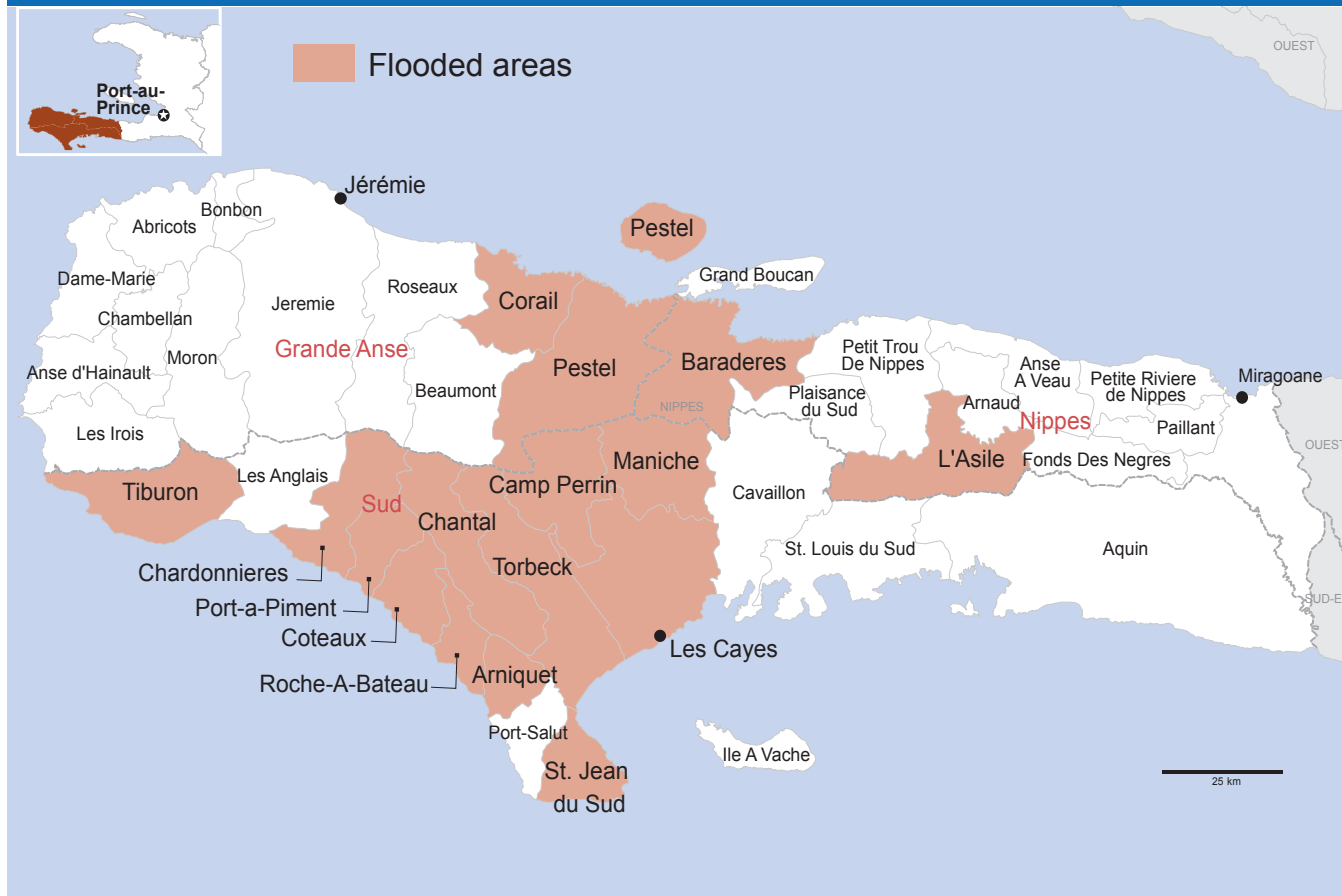 Port-au-
Prince
Flooded areas
OUEST
Jérémie
Bonbon
Abricots
Pestel
Dame-Marie
Grand Boucan
Roseaux
Corail
Jeremie
Chambellan
Grande Anse
Moron
Anse d'Hainault
Beaumont
Pestel
Baraderes
NIPPES
Petit Trou
De Nippes
Plaisance
du Sud
Anse
A Veau
Arnaud
Nippes
Petite Riviere
de Nippes
Miragoane
Paillant
OUEST
Les Irois
Les Anglais
Tiburon
Sud
Camp Perrin
Maniche
Cavaillon
L'Asile
Fonds Des Negres
Chantal
Torbeck
St. Louis du Sud
Aquin
SUD-E
Chardonnieres
Port-a-Piment
Coteaux
Roche-A-Bateau
Arniquet
Les Cayes
Port-Salut
St. Jean
du Sud
Ile A Vache
25 km